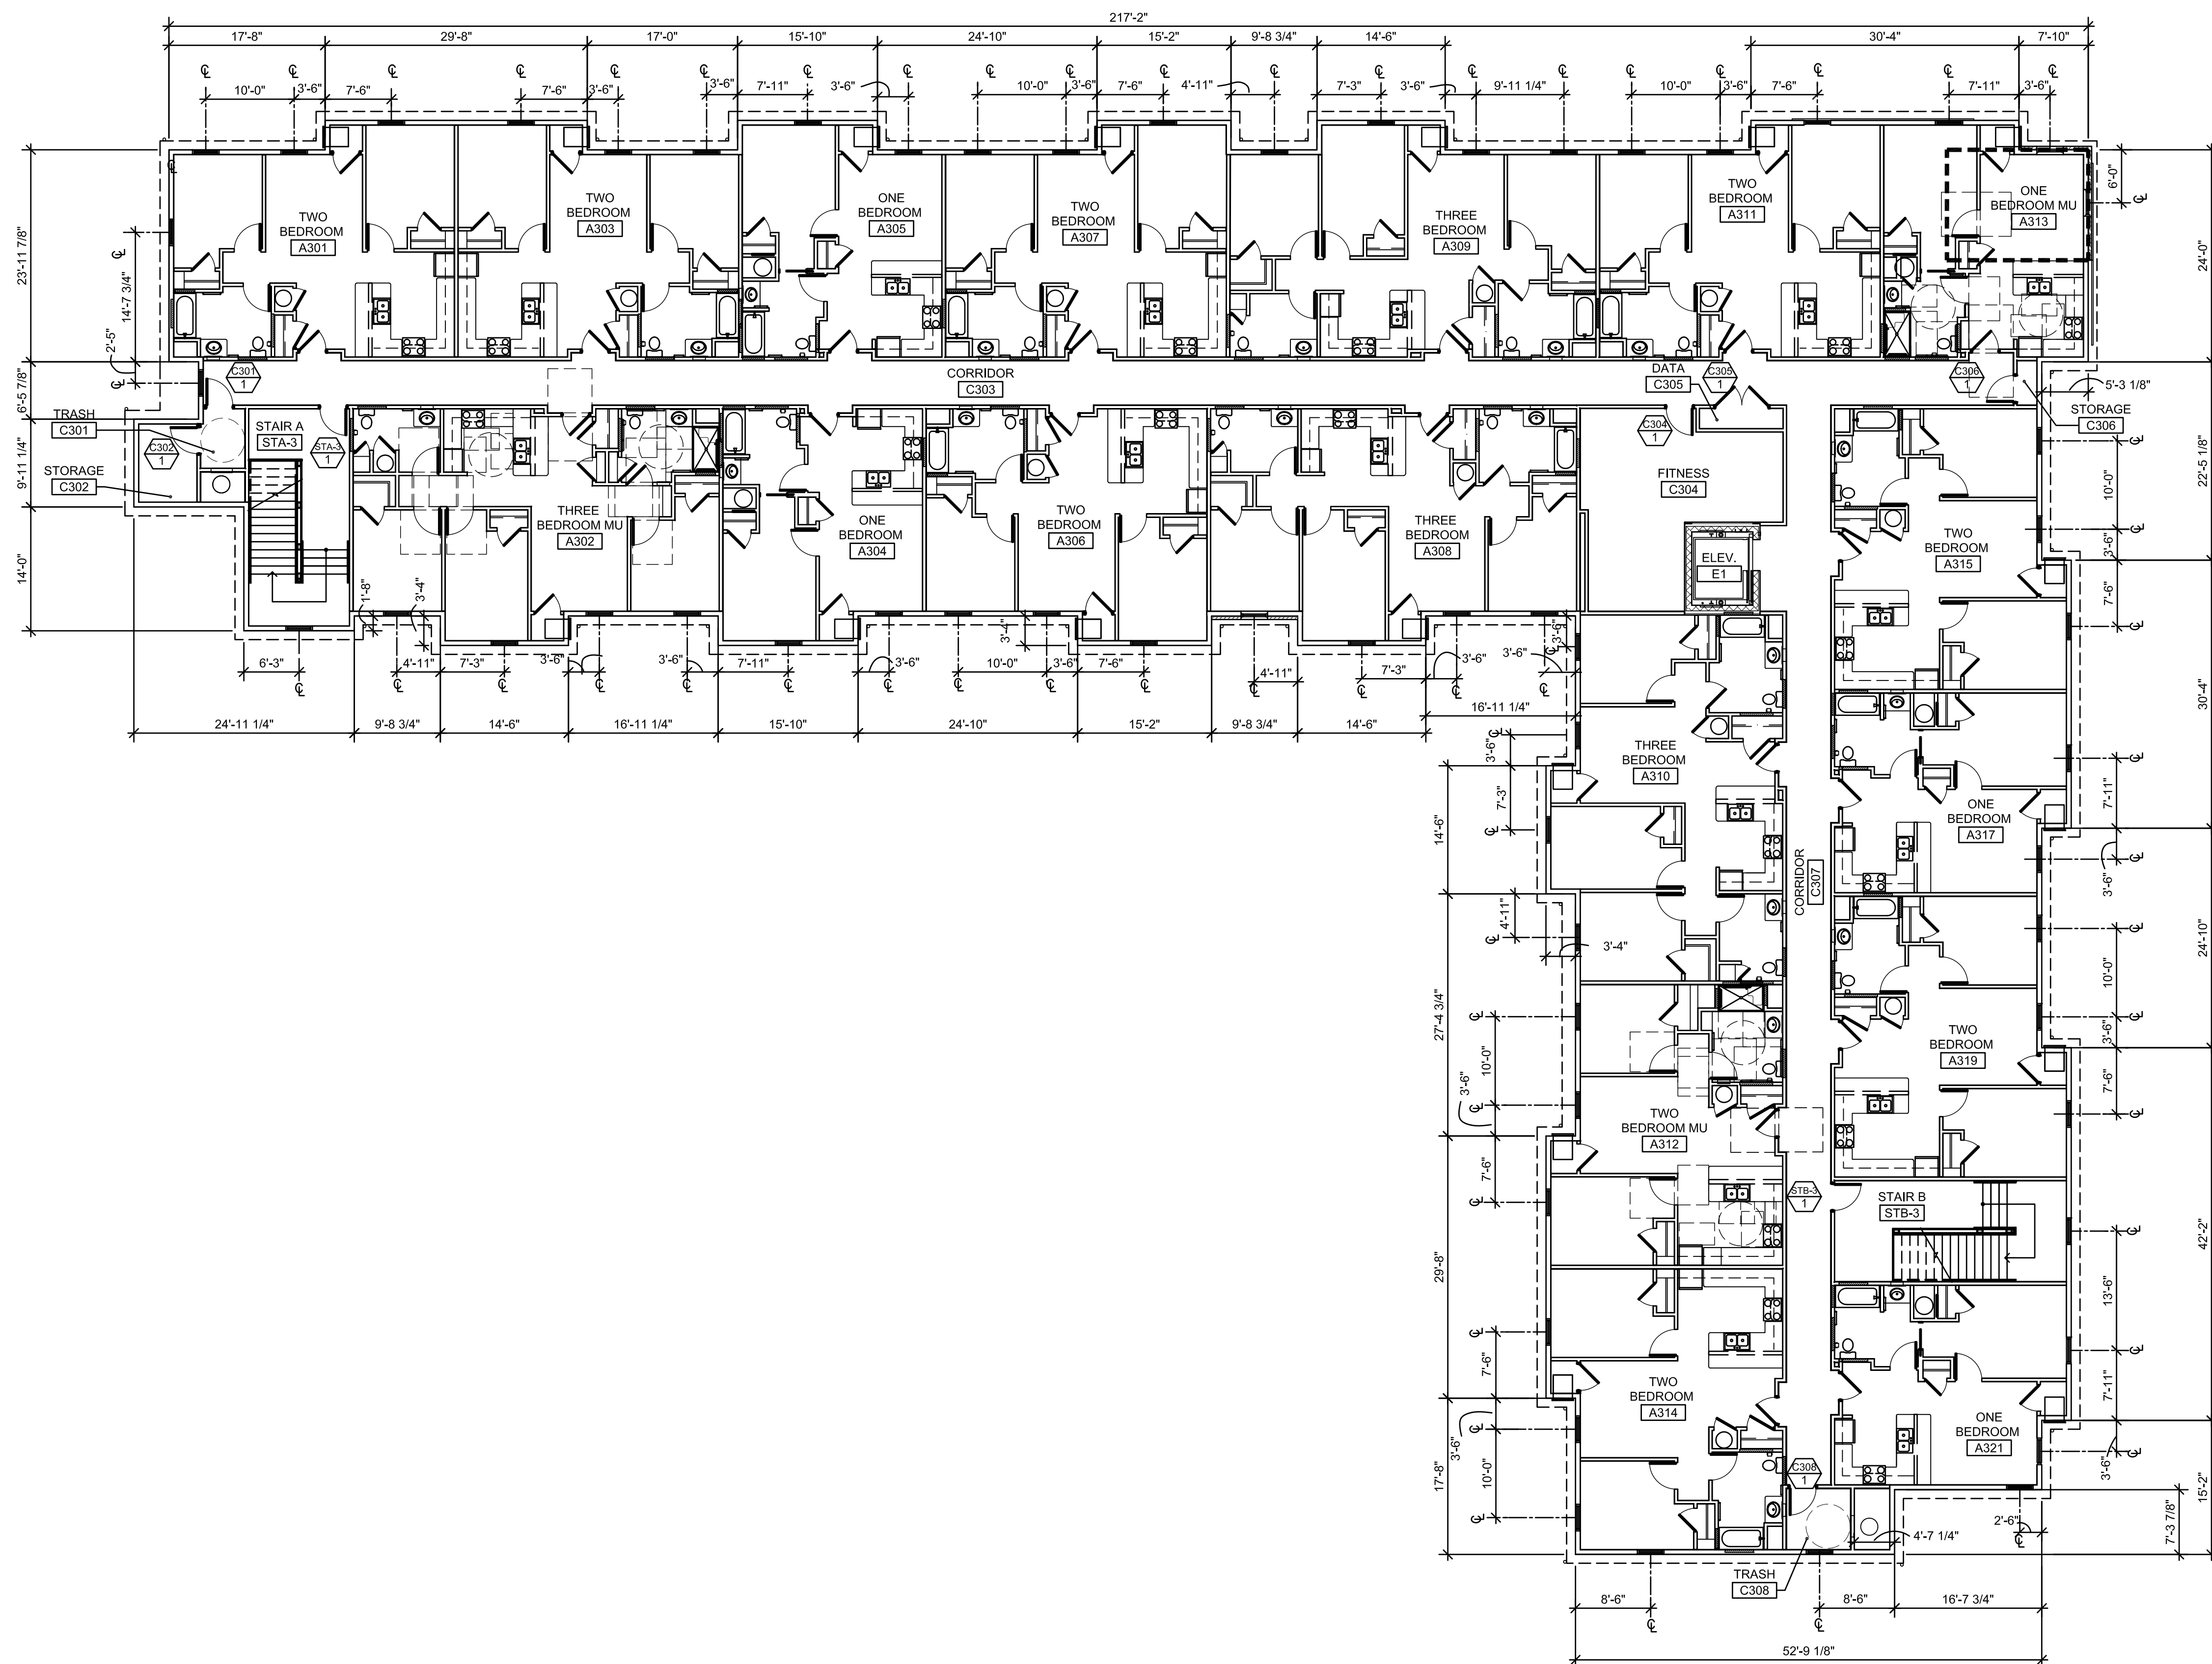 217'-2"
17'-8" 29'-8" 17'-0" 15'-10" 24'-10" 15'-2" 9'-8 3/4" 14'-6" 30'-4" 7'-10"
℄ ℄ ℄ ℄ ℄ ℄ ℄ ℄ ℄ ℄ ℄ ℄ ℄ ℄ ℄ ℄ ℄ ℄ ℄ ℄
10'-0" 3'-6" 7'-6" 7'-6" 3'-6" 3'-6" 7'-11" 3'-6" 10'-0" 3'-6" 7'-6" 4'-11" 7'-3" 3'-6" 9'-11 1/4" 10'-0" 3'-6" 7'-6" 7'-11" 3'-6"
23'-11 7/8"
14'-7 3/4"
2'-5"
6'-5 7/8"
9'-11 1/4"
14'-0"
TWO
BEDROOM
A301
TWO
BEDROOM
A303
ONE
BEDROOM
A305
TWO
BEDROOM
A307
THREE
BEDROOM
A309
TWO
BEDROOM
A311
ONE
BEDROOM MU
A313
6'-0"
24'-0"
C301
1
CORRIDOR
C303
DATA
C305
C305
1
C306
1
5'-3 1/8"
STORAGE
C306
TRASH
C301
STORAGE
C302
C302
1
STAIR A
STA-3
STA-3
1
THREE
BEDROOM MU
A302
ONE
BEDROOM
A304
TWO
BEDROOM
A306
THREE
BEDROOM
A308
C304
1
FITNESS
C304
ELEV.
E1
TWO
BEDROOM
A315
10'-0"
3'-6"
7'-6"
22'-5 1/8"
30'-4"
1'-8"
3'-4"
3'-4"
3'-6"
6'-3" 4'-11" 7'-3" 3'-6" 3'-6" 7'-11" 3'-6" 10'-0" 3'-6" 7'-6" 4'-11" 7'-3" 3'-6" 3'-6"
℄ ℄ ℄ ℄ ℄ ℄ ℄ ℄ ℄ ℄ ℄ ℄ ℄ ℄
24'-11 1/4" 9'-8 3/4" 14'-6" 16'-11 1/4" 15'-10" 24'-10" 15'-2" 9'-8 3/4" 14'-6" 16'-11 1/4"
THREE
BEDROOM
A310
3'-6"
7'-3"
14'-6"
4'-11"
3'-4"
27'-4 3/4"
CORRIDOR
C307
ONE
BEDROOM
A317
7'-11"
3'-6"
24'-10"
TWO
BEDROOM
A319
10'-0"
3'-6"
7'-6"
TWO
BEDROOM MU
A312
10'-0"
3'-6"
7'-6"
29'-8"
STB-3
1
STAIR B
STB-3
42'-2"
13'-6"
7'-11"
3'-6"
TWO
BEDROOM
A314
7'-6"
3'-6"
10'-0"
17'-8"
ONE
BEDROOM
A321
C308
1
15'-2"
7'-3 7/8"
2'-6"
℄
4'-7 1/4"
TRASH
C308
8'-6" 8'-6" 16'-7 3/4"
℄ ℄
52'-9 1/8"